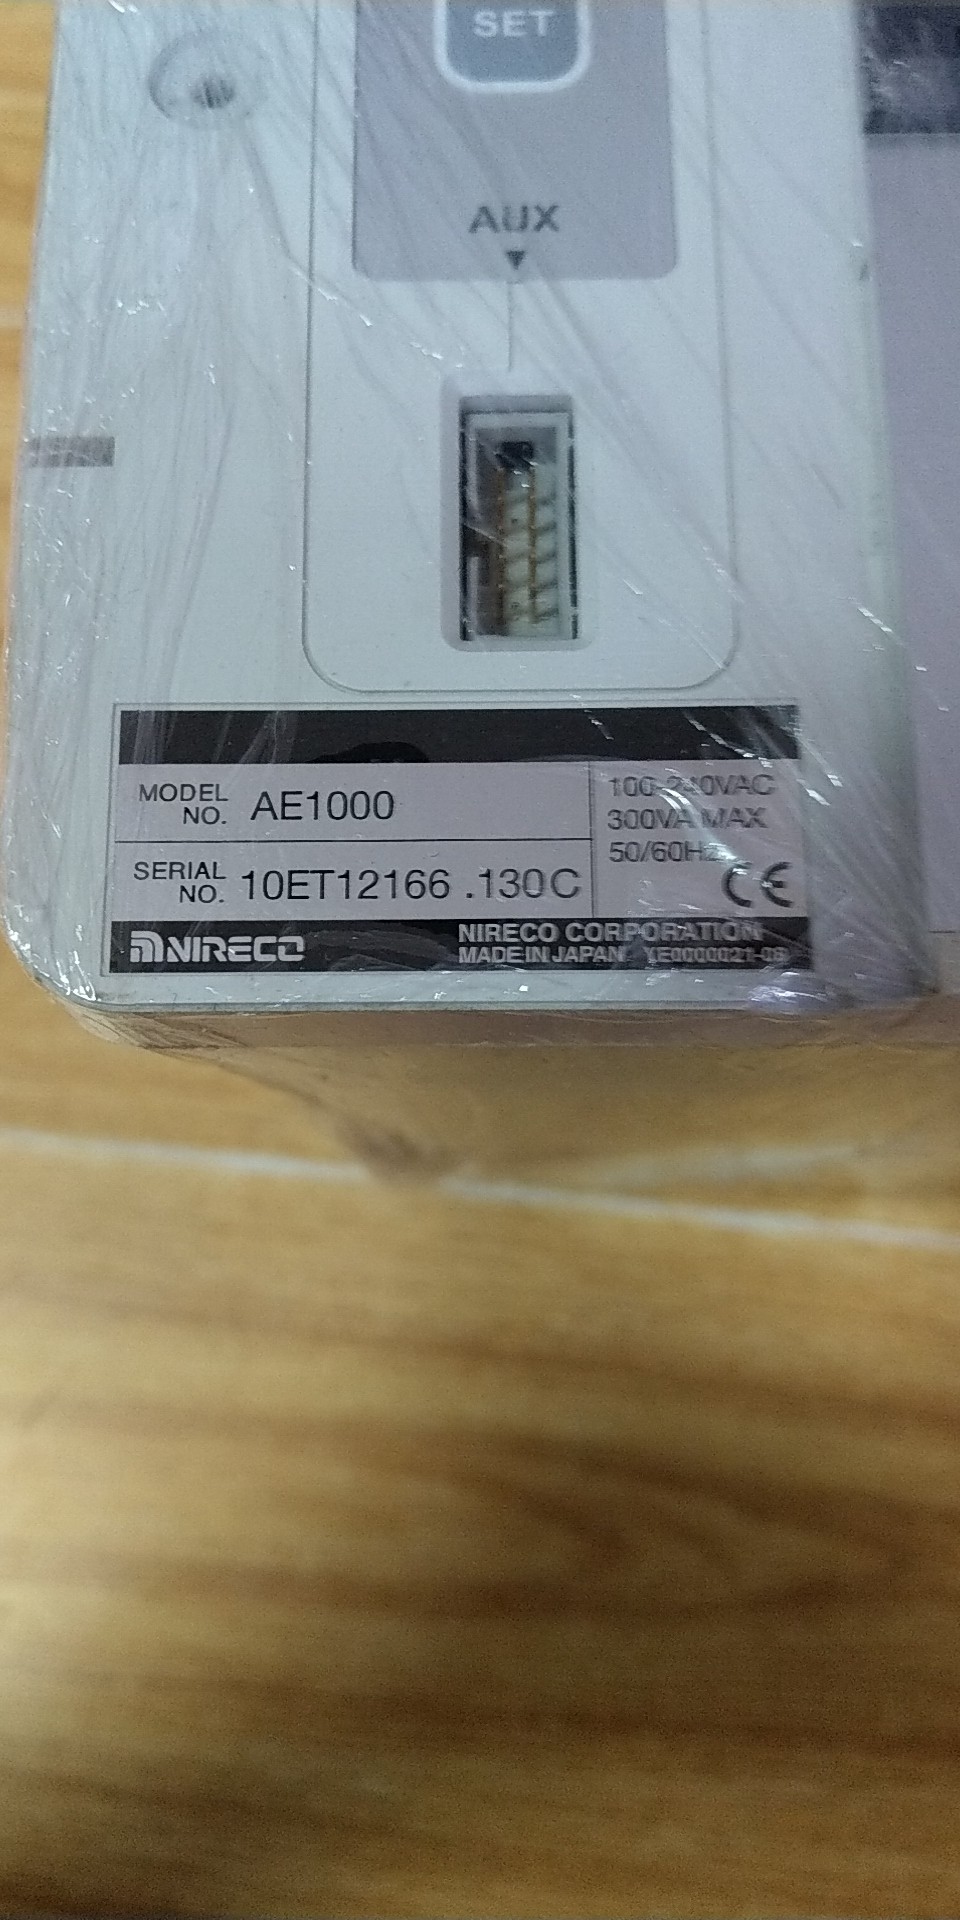 SET
AUX
MODEL NO. AE1000
100-240VAC
300VA MAX
50/60Hz
SERIAL NO. 10ET12166 .130C
CE
NIRECO
NIRECO CORPORATION
MADE IN JAPAN